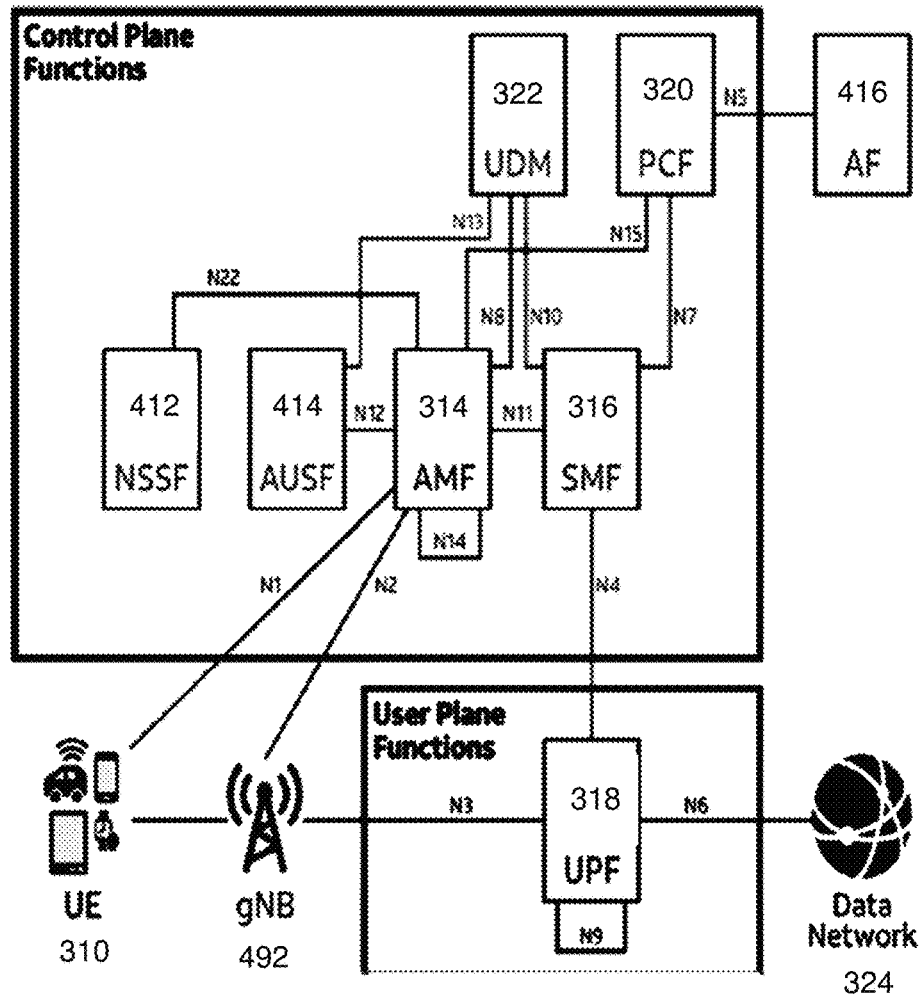 Control Plane
Functions
322
UDM
320
PCF
N5
416
AF
N13
N15
N22
N8
N10
N7
412
NSSF
414
AUSF
N12
314
AMF
N11
316
SMF
N14
N1
N2
N4
User Plane
Functions
N3
318
UPF
N6
N9
UE
310
gNB
492
Data
Network
324